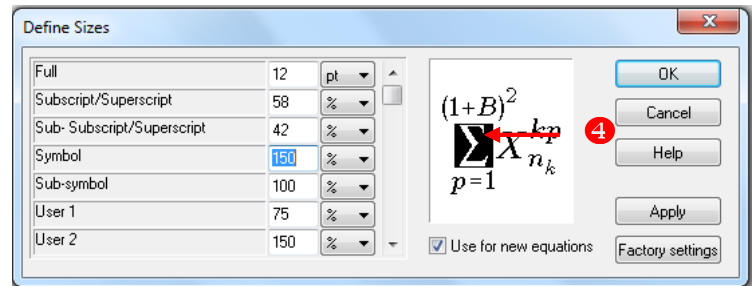 Define Sizes
Full 12 pt
Subscript/Superscript 58 %
Sub- Subscript/Superscript 42 %
Symbol 150 %
Sub-symbol 100 %
User 1 75 %
User 2 150 %
(1+B)²
∑ X kp n k
p=1
4
Use for new equations
OK
Cancel
Help
Apply
Factory settings